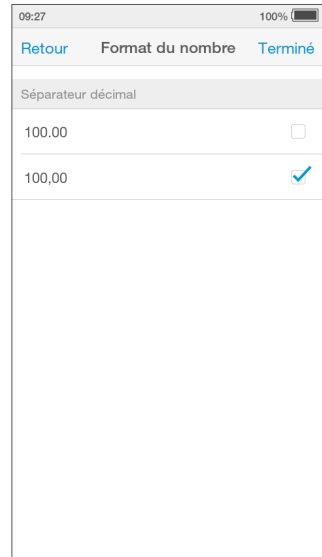 09:27 100%
Retour Format du nombre Terminé
Séparateur décimal
100.00
100,00